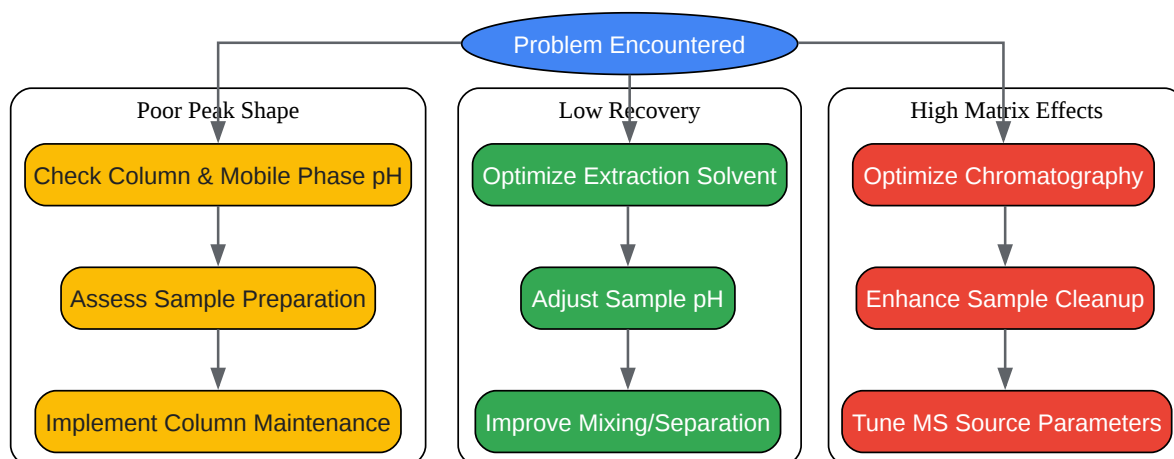 Problem Encountered
Poor Peak Shape
Check Column & Mobile Phase pH
Assess Sample Preparation
Implement Column Maintenance
Low Recovery
Optimize Extraction Solvent
Adjust Sample pH
Improve Mixing/Separation
High Matrix Effects
Optimize Chromatography
Enhance Sample Cleanup
Tune MS Source Parameters